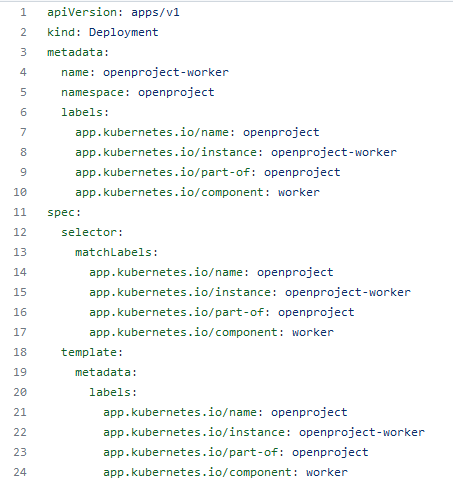 1 apiVersion: apps/v1
2 kind: Deployment
3 metadata:
4   name: openproject-worker
5   namespace: openproject
6   labels:
7     app.kubernetes.io/name: openproject
8     app.kubernetes.io/instance: openproject-worker
9     app.kubernetes.io/part-of: openproject
10     app.kubernetes.io/component: worker
11 spec:
12   selector:
13     matchLabels:
14       app.kubernetes.io/name: openproject
15       app.kubernetes.io/instance: openproject-worker
16       app.kubernetes.io/part-of: openproject
17       app.kubernetes.io/component: worker
18   template:
19     metadata:
20       labels:
21         app.kubernetes.io/name: openproject
22         app.kubernetes.io/instance: openproject-worker
23         app.kubernetes.io/part-of: openproject
24         app.kubernetes.io/component: worker